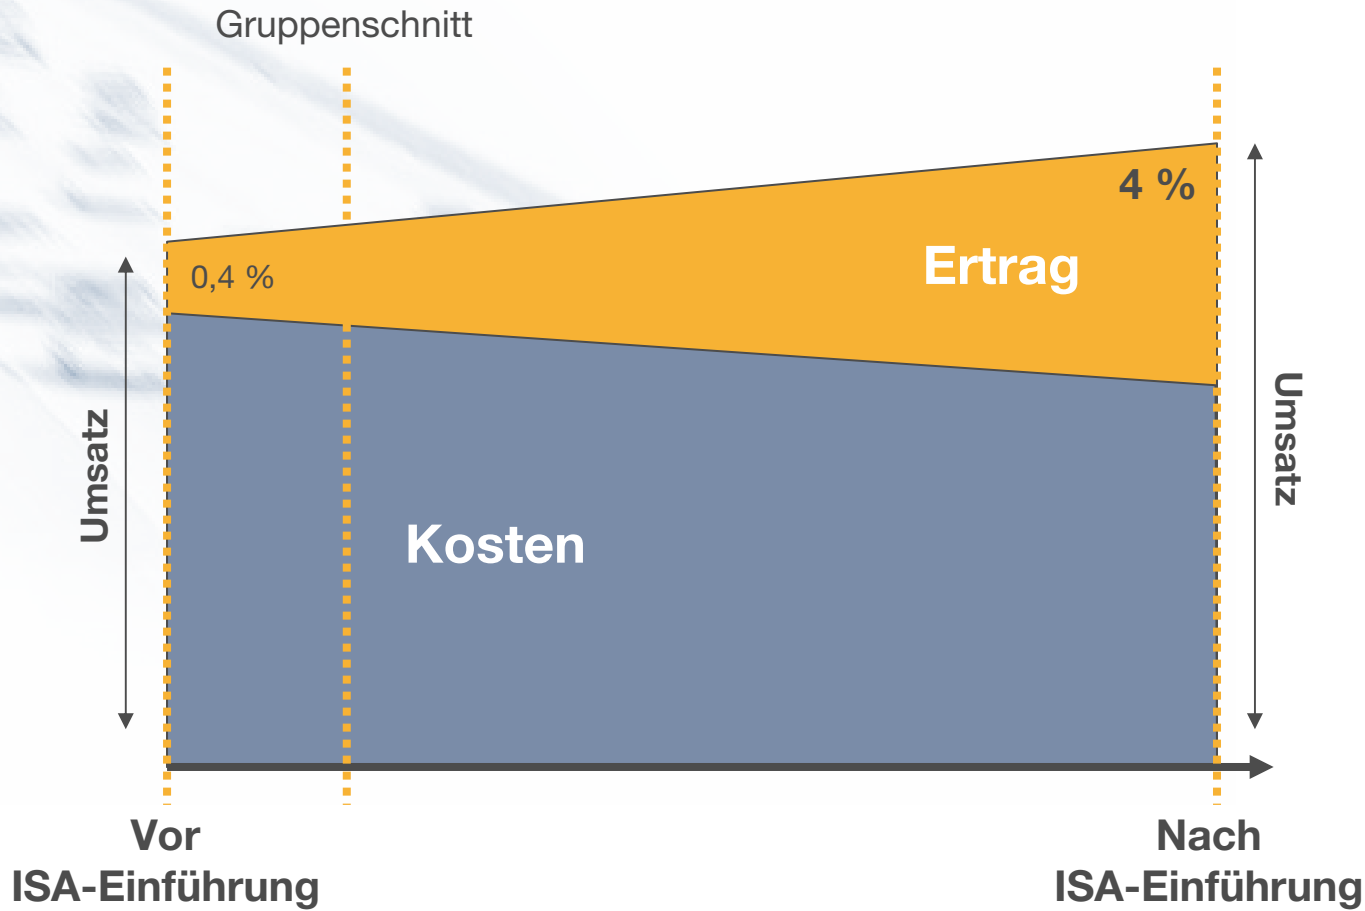 Gruppenschnitt
4 %
Ertrag
0,4 %
Umsatz
Umsatz
Kosten
Vor
ISA-Einführung
Nach
ISA-Einführung